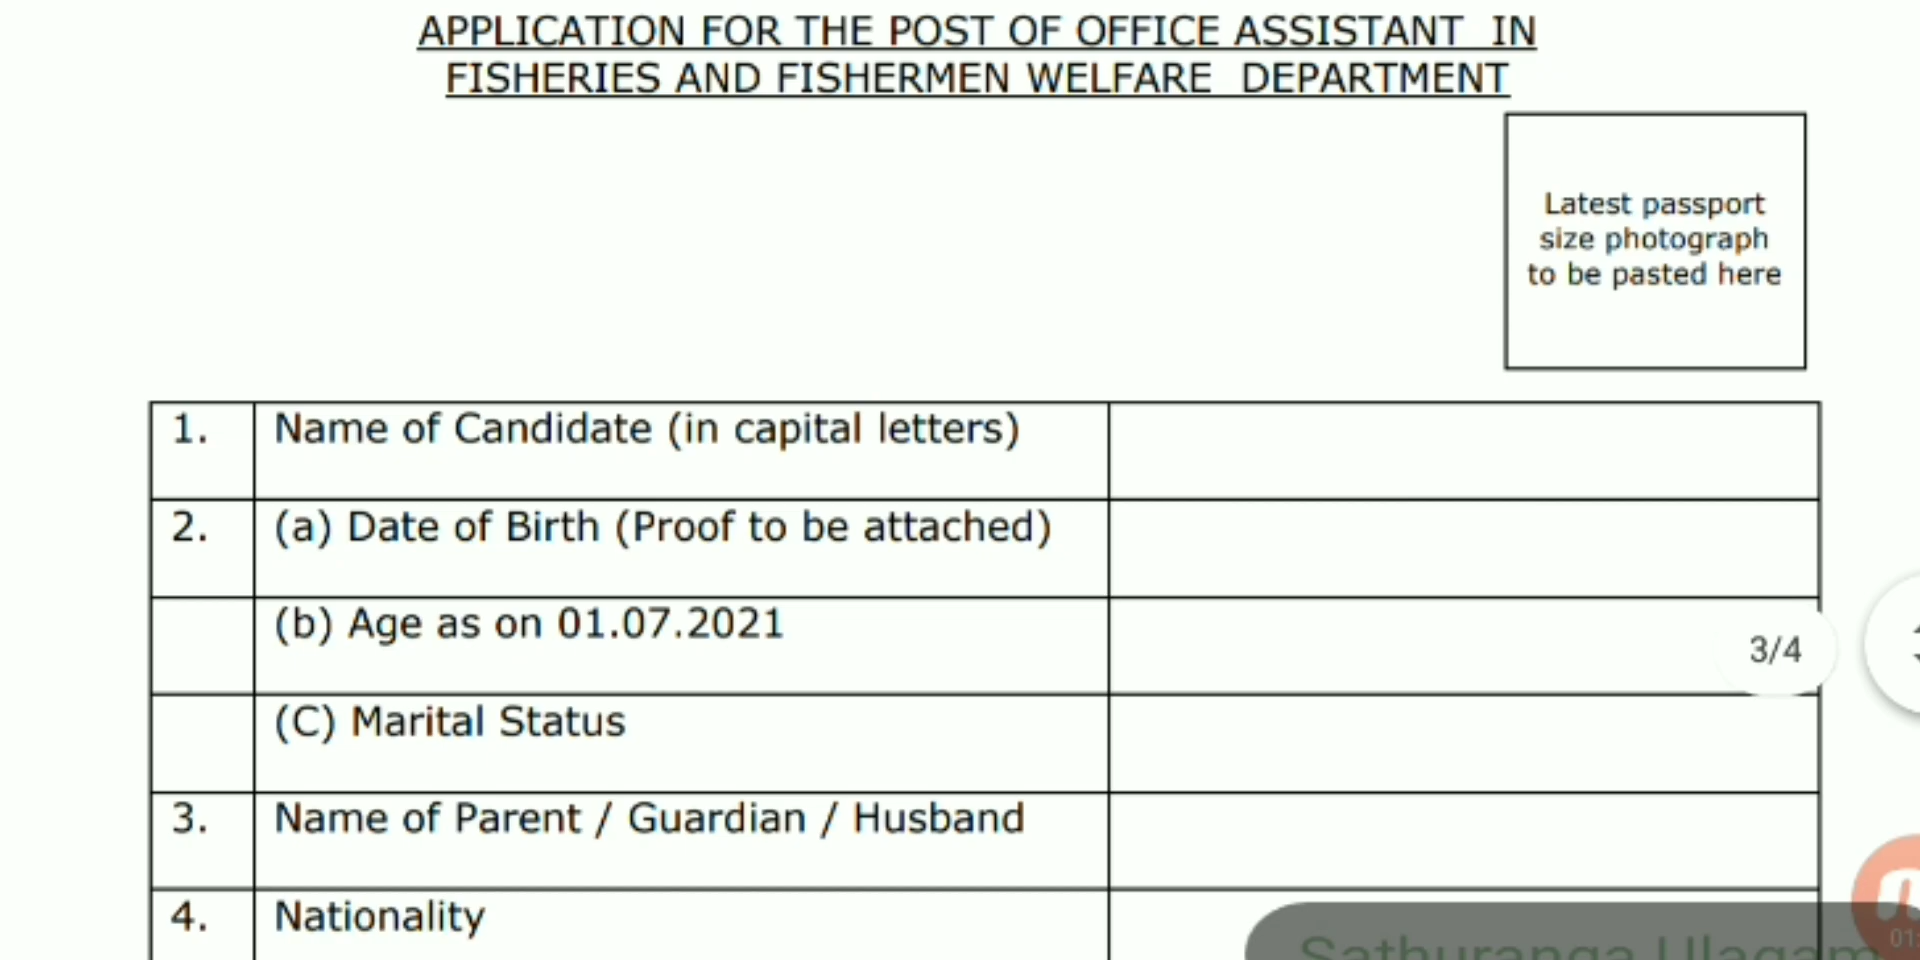 APPLICATION FOR THE POST OF OFFICE ASSISTANT IN
FISHERIES AND FISHERMEN WELFARE DEPARTMENT
Latest passport
size photograph
to be pasted here
1. Name of Candidate (in capital letters)
2. (a) Date of Birth (Proof to be attached)
(b) Age as on 01.07.2021
3/4
(C) Marital Status
3. Name of Parent / Guardian / Husband
4. Nationality
Sathuranga Ulagam